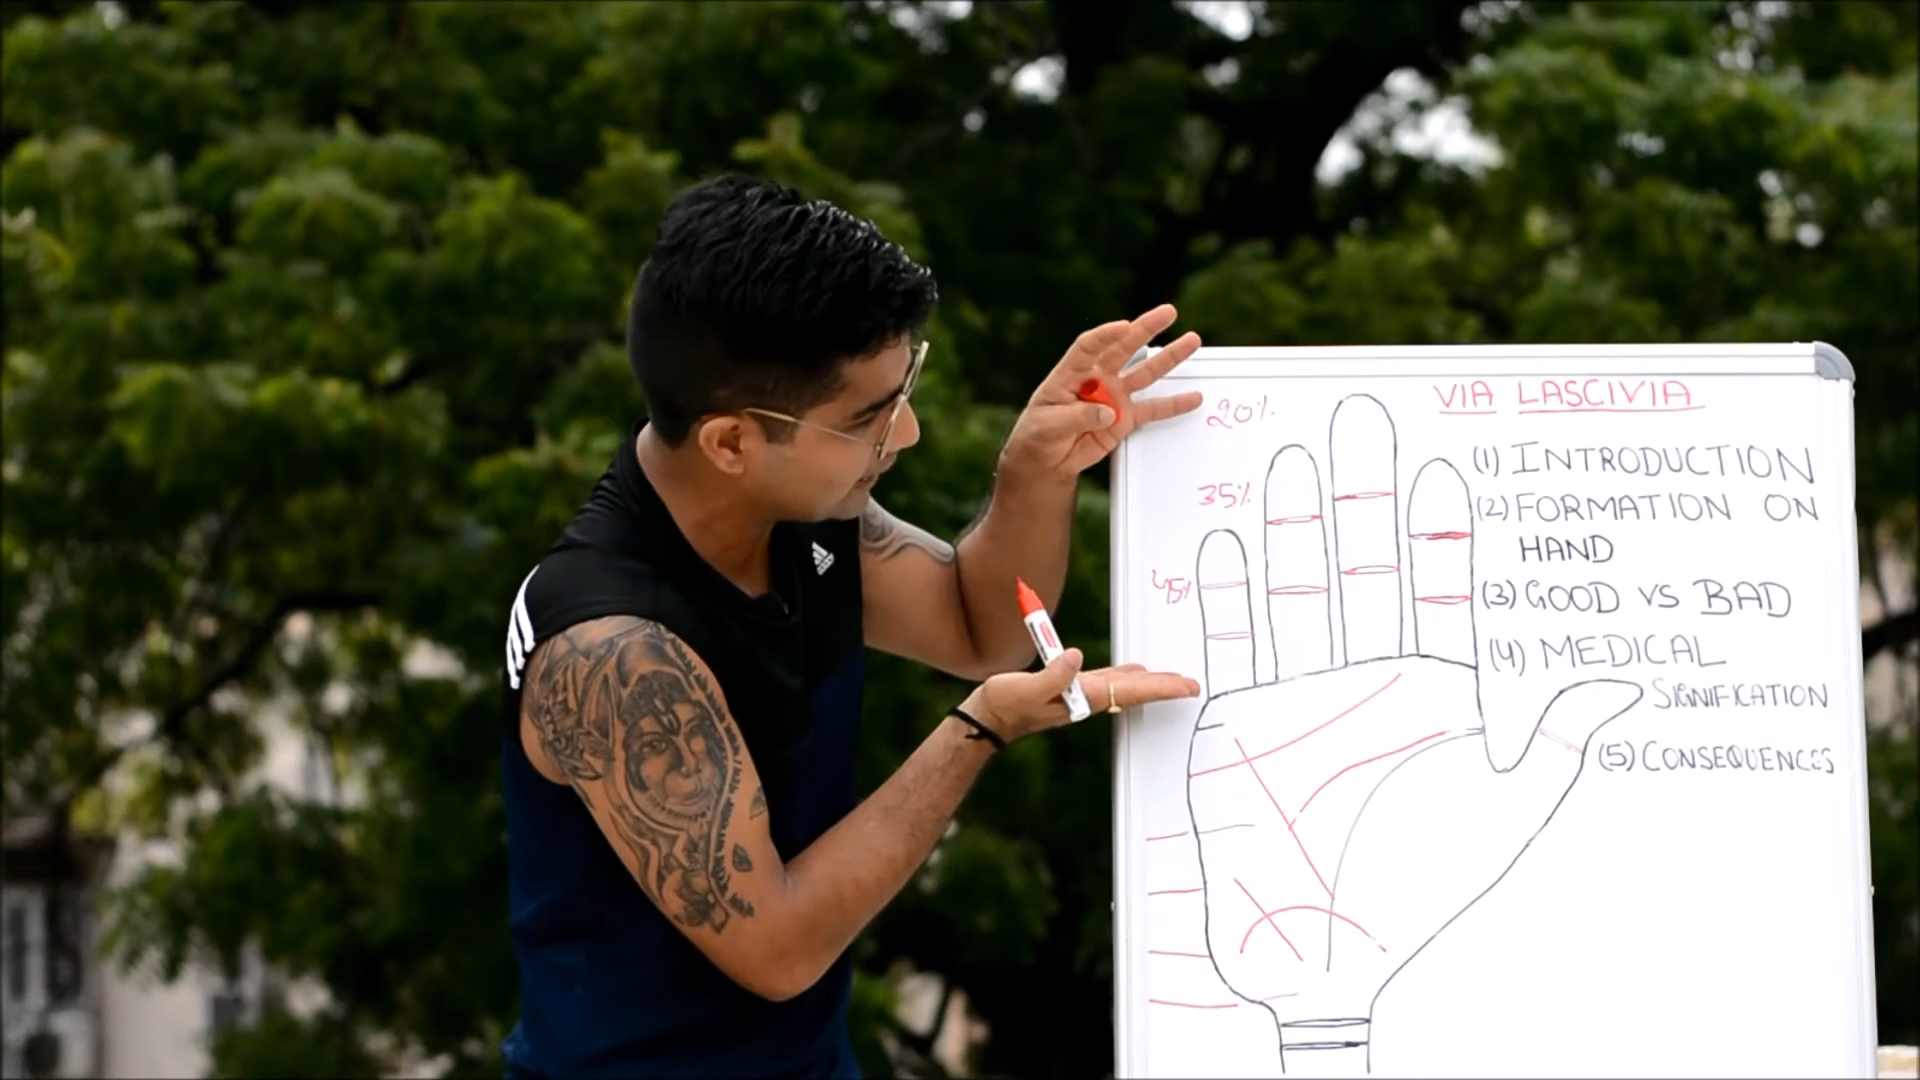 VIA LASCIVIA
20%
35%
45%
(1) INTRODUCTION
(2) FORMATION ON
HAND
(3) GOOD VS BAD
(4) MEDICAL
SIGNIFICATION
(5) CONSEQUENCES